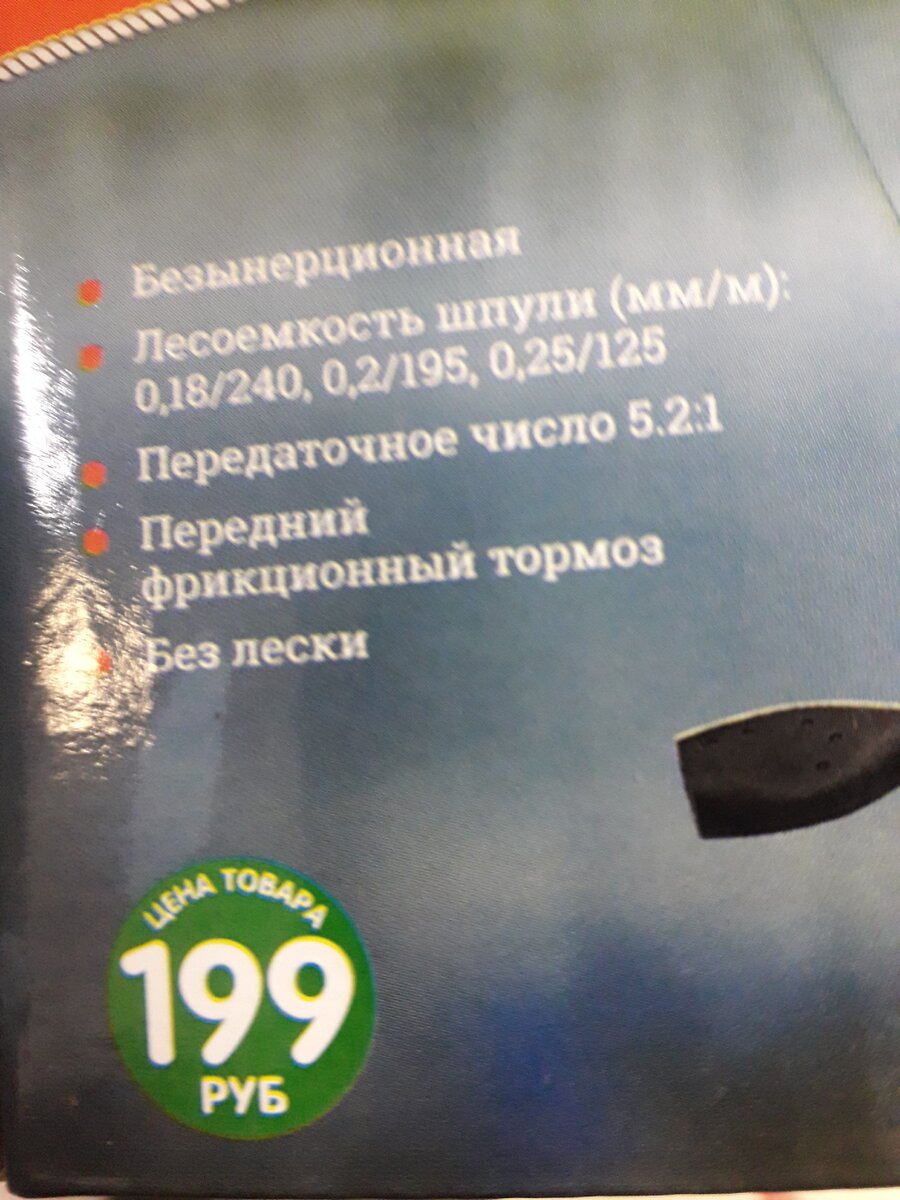 Безынерционная
Лесоемкость шпули (мм/м):
0,18/240, 0,2/195, 0,25/125
Передаточное число 5.2:1
Передний
фрикционный тормоз
Без лески
ЦЕНА ТОВАРА
199
РУБ